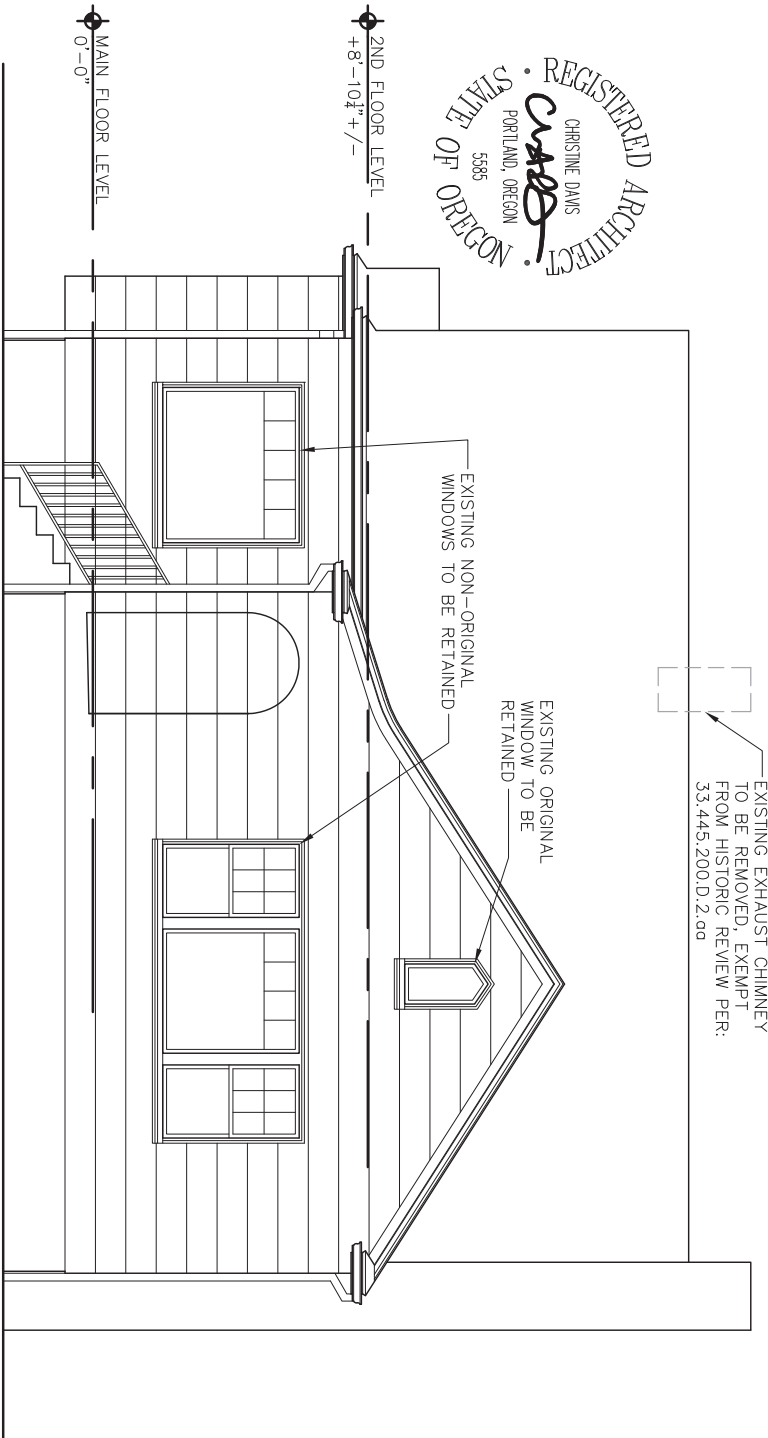 EXISTING EXHAUST CHIMNEY
TO BE REMOVED, EXEMPT
FROM HISTORIC REVIEW PER:
33.445.200.D.2.aa
EXISTING ORIGINAL
WINDOW TO BE
RETAINED
EXISTING NON-ORIGINAL
WINDOWS TO BE RETAINED
REGISTERED ARCHITECT
CHRISTINE DAVIS
PORTLAND, OREGON
5585
STATE OF OREGON
2ND FLOOR LEVEL
+8'-10¼"+/-
MAIN FLOOR LEVEL
0'-0"